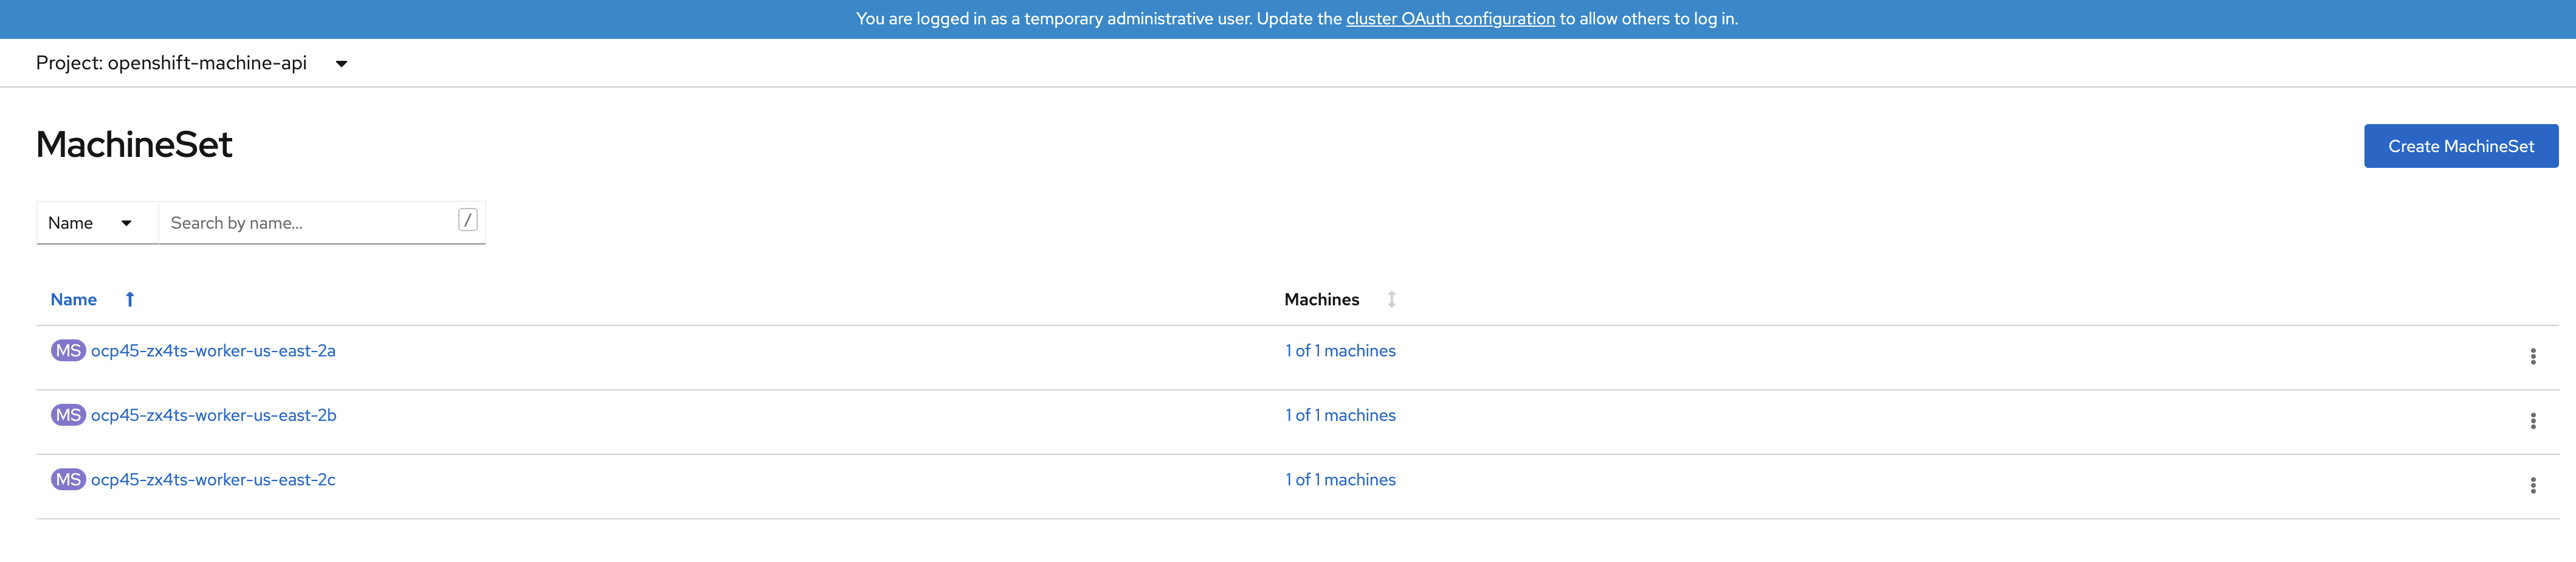 You are logged in as a temporary administrative user. Update the cluster OAuth configuration to allow others to log in.
Project: openshift-machine-api
MachineSet
Create MachineSet
Name Search by name... /
Name Machines
MS ocp45-zx4ts-worker-us-east-2a 1 of 1 machines
MS ocp45-zx4ts-worker-us-east-2b 1 of 1 machines
MS ocp45-zx4ts-worker-us-east-2c 1 of 1 machines